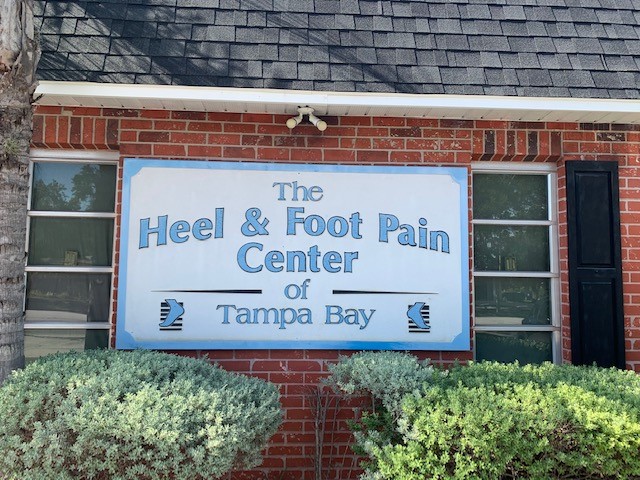 The
Heel & Foot Pain
Center
of
Tampa Bay